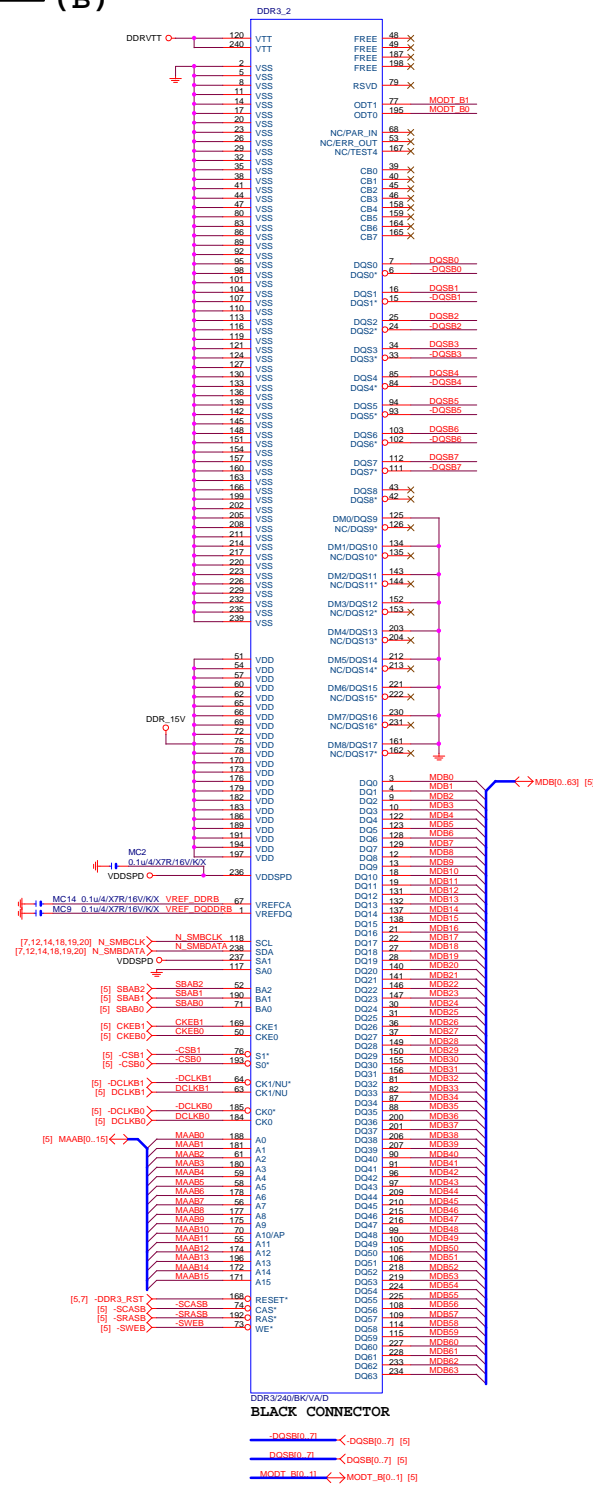 (B)
DDR3_2
DDRVTT 120 VTT
240 VTT
2 VSS
5 VSS
8 VSS
11 VSS
14 VSS
17 VSS
20 VSS
23 VSS
26 VSS
29 VSS
32 VSS
35 VSS
38 VSS
41 VSS
44 VSS
47 VSS
80 VSS
83 VSS
86 VSS
89 VSS
92 VSS
95 VSS
98 VSS
101 VSS
104 VSS
107 VSS
110 VSS
113 VSS
116 VSS
119 VSS
121 VSS
124 VSS
127 VSS
130 VSS
133 VSS
136 VSS
139 VSS
142 VSS
145 VSS
148 VSS
151 VSS
154 VSS
157 VSS
160 VSS
163 VSS
166 VSS
199 VSS
202 VSS
205 VSS
208 VSS
211 VSS
214 VSS
217 VSS
220 VSS
223 VSS
226 VSS
229 VSS
232 VSS
235 VSS
239 VSS
51 VDD
54 VDD
57 VDD
60 VDD
62 VDD
65 VDD
66 VDD
69 VDD
DDR_15V
72 VDD
75 VDD
78 VDD
170 VDD
173 VDD
176 VDD
179 VDD
182 VDD
183 VDD
186 VDD
189 VDD
191 VDD
194 VDD
197 VDD
MC2
0.1u/4/X7R/16V/K/X
VDDSPD 236 VDDSPD
MC14 0.1u/4/X7R/16V/K/X VREF_DDRB 67 VREFCA
MC9 0.1u/4/X7R/16V/K/X VREF_DQDDRB 1 VREFDQ
[7,12,14,18,19,20] N_SMBCLK N_SMBCLK 118 SCL
[7,12,14,18,19,20] N_SMBDATA N_SMBDATA 238 SDA
VDDSPD 237 SA1
117 SA0
[5] SBAB2 SBAB2 52 BA2
[5] SBAB1 SBAB1 190 BA1
[5] SBAB0 SBAB0 71 BA0
[5] CKEB1 CKEB1 169 CKE1
[5] CKEB0 CKEB0 50 CKE0
[5] -CSB1 -CSB1 76 S1*
[5] -CSB0 -CSB0 193 S0*
[5] -DCLKB1 -DCLKB1 64 CK1/NU*
[5] DCLKB1 DCLKB1 63 CK1/NU
[5] -DCLKB0 -DCLKB0 185 CK0*
[5] DCLKB0 DCLKB0 184 CK0
[5] MAAB[0..15] MAAB0 188 A0
MAAB1 181 A1
MAAB2 61 A2
MAAB3 180 A3
MAAB4 59 A4
MAAB5 58 A5
MAAB6 178 A6
MAAB7 56 A7
MAAB8 177 A8
MAAB9 175 A9
MAAB10 70 A10/AP
MAAB11 55 A11
MAAB12 174 A12
MAAB13 196 A13
MAAB14 172 A14
MAAB15 171 A15
[5,7] -DDR3_RST 168 RESET*
[5] -SCASB -SCASB 74 CAS*
[5] -SRASB -SRASB 192 RAS*
[5] -SWEB -SWEB 73 WE*
FREE 48
FREE 49
FREE 187
FREE 198
RSVD 79
ODT1 77 MODT_B1
ODT0 195 MODT_B0
NC/PAR_IN 68
NC/ERR_OUT 53
NC/TEST4 167
CB0 39
CB1 40
CB2 45
CB3 46
CB4 158
CB5 159
CB6 164
CB7 165
DQS0 7 DQSB0
DQS0* 6 -DQSB0
DQS1 16 DQSB1
DQS1* 15 -DQSB1
DQS2 25 DQSB2
DQS2* 24 -DQSB2
DQS3 34 DQSB3
DQS3* 33 -DQSB3
DQS4 85 DQSB4
DQS4* 84 -DQSB4
DQS5 94 DQSB5
DQS5* 93 -DQSB5
DQS6 103 DQSB6
DQS6* 102 -DQSB6
DQS7 112 DQSB7
DQS7* 111 -DQSB7
DQS8 43
DQS8* 42
DM0/DQS9 125
NC/DQS9* 126
DM1/DQS10 134
NC/DQS10* 135
DM2/DQS11 143
NC/DQS11* 144
DM3/DQS12 152
NC/DQS12* 153
DM4/DQS13 203
NC/DQS13* 204
DM5/DQS14 212
NC/DQS14* 213
DM6/DQS15 221
NC/DQS15* 222
DM7/DQS16 230
NC/DQS16* 231
DM8/DQS17 161
NC/DQS17* 162
DQ0 3 MDB0 MDB[0..63] [5]
DQ1 4 MDB1
DQ2 9 MDB2
DQ3 10 MDB3
DQ4 122 MDB4
DQ5 123 MDB5
DQ6 128 MDB6
DQ7 129 MDB7
DQ8 12 MDB8
DQ9 13 MDB9
DQ10 18 MDB10
DQ11 19 MDB11
DQ12 131 MDB12
DQ13 132 MDB13
DQ14 137 MDB14
DQ15 138 MDB15
DQ16 21 MDB16
DQ17 22 MDB17
DQ18 27 MDB18
DQ19 28 MDB19
DQ20 140 MDB20
DQ21 141 MDB21
DQ22 146 MDB22
DQ23 147 MDB23
DQ24 30 MDB24
DQ25 31 MDB25
DQ26 36 MDB26
DQ27 37 MDB27
DQ28 149 MDB28
DQ29 150 MDB29
DQ30 155 MDB30
DQ31 156 MDB31
DQ32 81 MDB32
DQ33 82 MDB33
DQ34 87 MDB34
DQ35 88 MDB35
DQ36 200 MDB36
DQ37 201 MDB37
DQ38 206 MDB38
DQ39 207 MDB39
DQ40 90 MDB40
DQ41 91 MDB41
DQ42 96 MDB42
DQ43 97 MDB43
DQ44 209 MDB44
DQ45 210 MDB45
DQ46 215 MDB46
DQ47 216 MDB47
DQ48 99 MDB48
DQ49 100 MDB49
DQ50 105 MDB50
DQ51 106 MDB51
DQ52 218 MDB52
DQ53 219 MDB53
DQ54 224 MDB54
DQ55 225 MDB55
DQ56 108 MDB56
DQ57 109 MDB57
DQ58 114 MDB58
DQ59 115 MDB59
DQ60 227 MDB60
DQ61 228 MDB61
DQ62 233 MDB62
DQ63 234 MDB63
DDR3/240/BK/VA/D
BLACK CONNECTOR
-DQSB[0..7] -DQSB[0..7] [5]
DQSB[0..7] DQSB[0..7] [5]
MODT_B[0..1] MODT_B[0..1] [5]